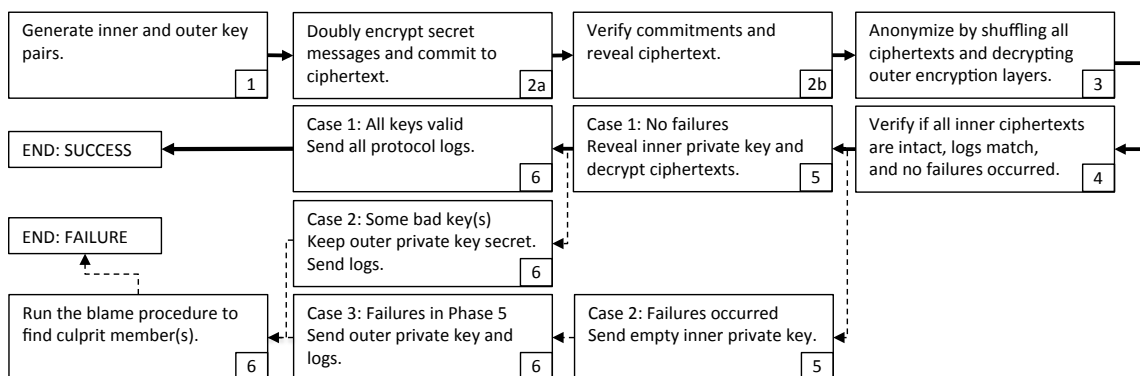 Generate inner and outer key
pairs.
1
Doubly encrypt secret
messages and commit to
ciphertext.
2a
Verify commitments and
reveal ciphertext.
2b
Anonymize by shuffling all
ciphertexts and decrypting
outer encryption layers.
3
Verify if all inner ciphertexts
are intact, logs match,
and no failures occurred.
4
Case 1: No failures
Reveal inner private key and
decrypt ciphertexts.
5
Case 1: All keys valid
Send all protocol logs.
6
END: SUCCESS
Case 2: Some bad key(s)
Keep outer private key secret.
Send logs.
6
END: FAILURE
Case 2: Failures occurred
Send empty inner private key.
5
Case 3: Failures in Phase 5
Send outer private key and
logs.
6
Run the blame procedure to
find culprit member(s).
6